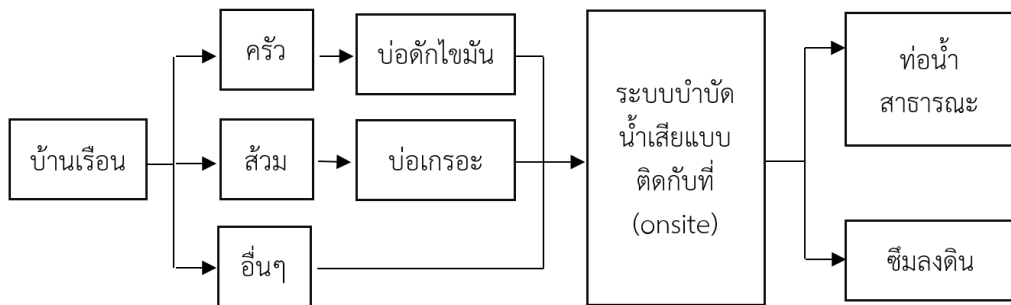 บ้านเรือน
ครัว
บ่อดักไขมัน
ส้วม
บ่อเกรอะ
อื่นๆ
ระบบบำบัด
น้ำเสียแบบ
ติดกับที่
(onsite)
ท่อน้ำ
สาธารณะ
ซึมลงดิน